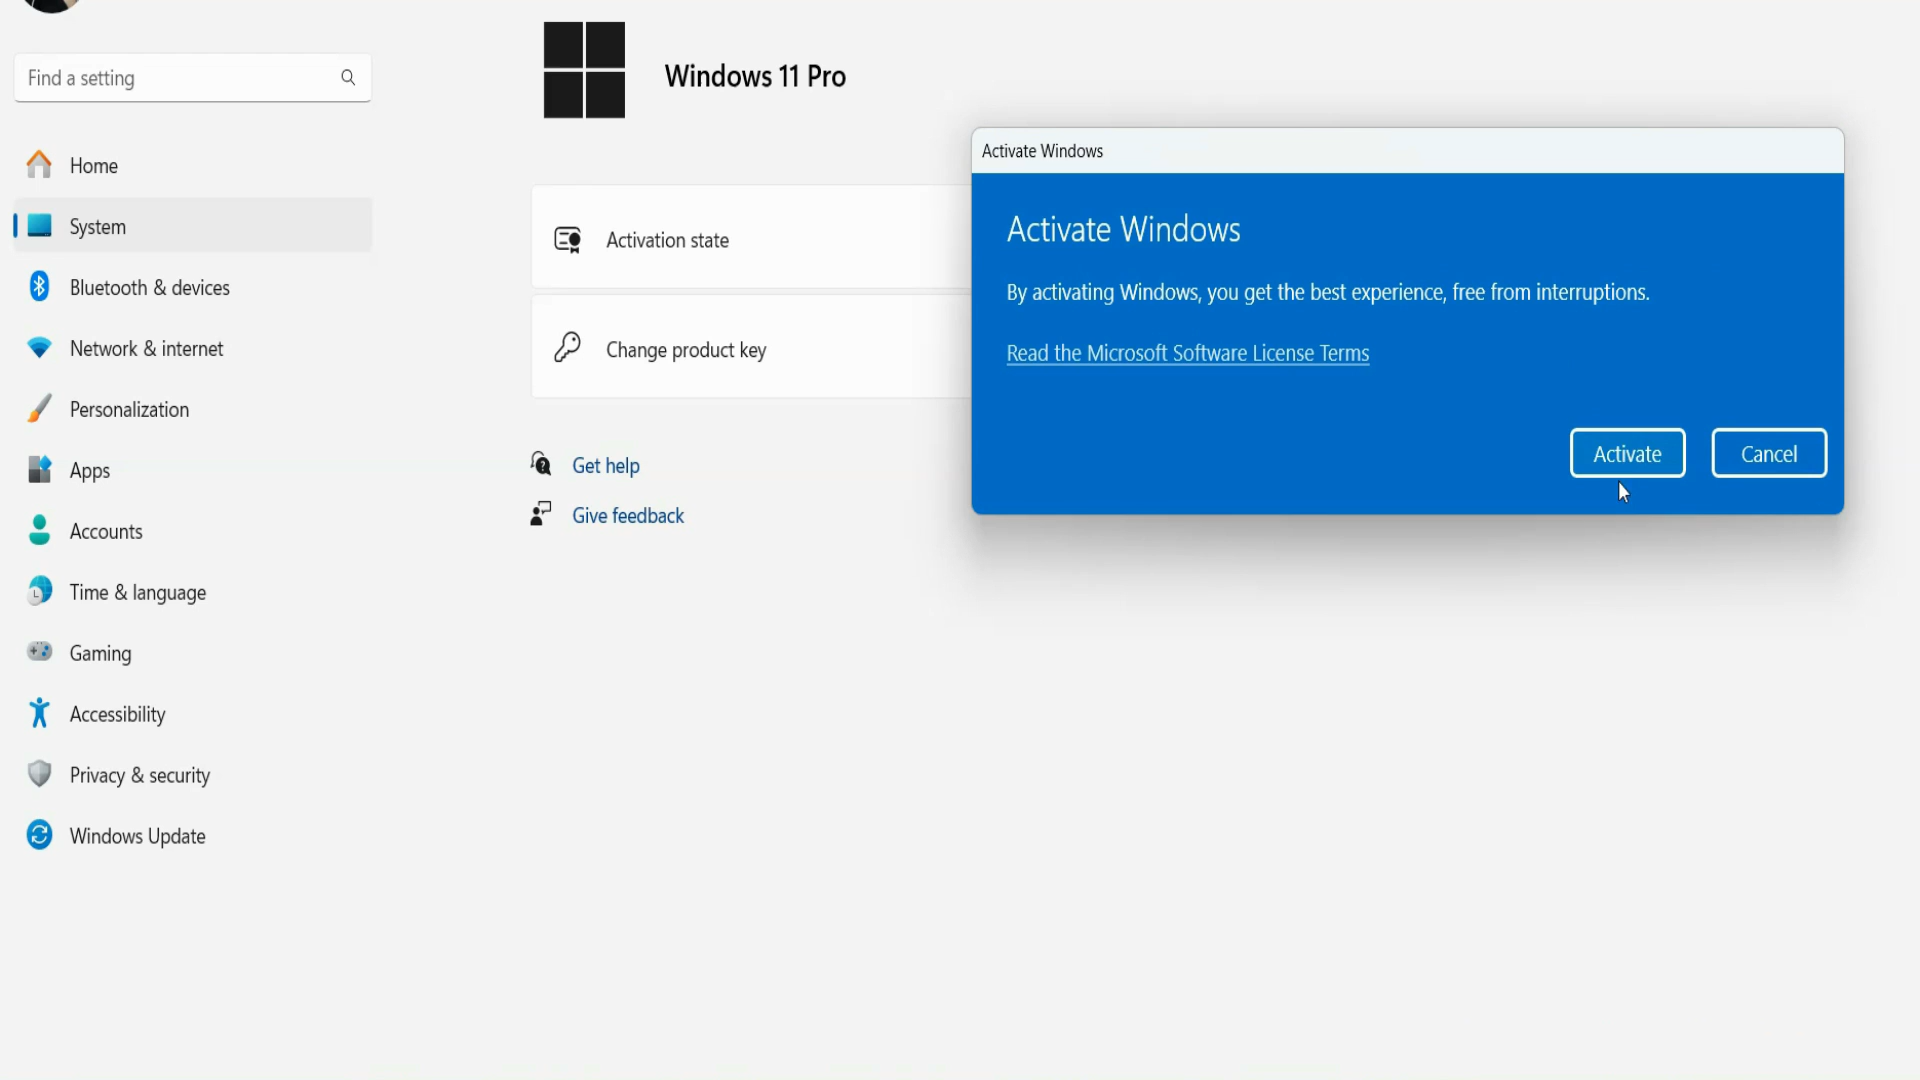 Find a setting
Home
System
Bluetooth & devices
Network & internet
Personalization
Apps
Accounts
Time & language
Gaming
Accessibility
Privacy & security
Windows Update
Windows 11 Pro
Activation state
Change product key
Get help
Give feedback
Activate Windows
Activate Windows
By activating Windows, you get the best experience, free from interruptions.
Read the Microsoft Software License Terms
Activate Cancel